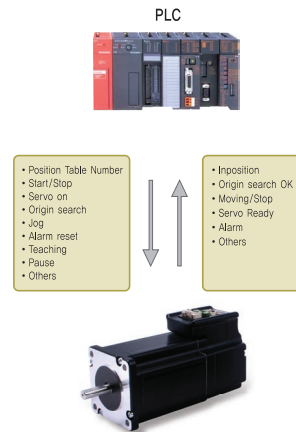 PLC
• Position Table Number
• Start/Stop
• Servo on
• Origin search
• Jog
• Alarm reset
• Teaching
• Pause
• Others
• Inposition
• Origin search OK
• Moving/Stop
• Servo Ready
• Alarm
• Others